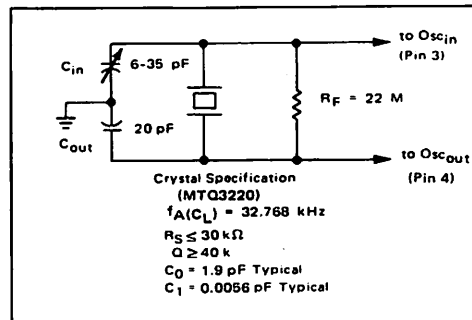 to Oscin
(Pin 3)
Cin
6-35 pF
RF = 22 M
20 pF
Cout
to Oscout
(Pin 4)
Crystal Specification
(MTQ3220)
fA(CL) = 32.768 kHz
RS ≤ 30 kΩ
Q ≥ 40 k
C0 = 1.9 pF Typical
C1 = 0.0056 pF Typical